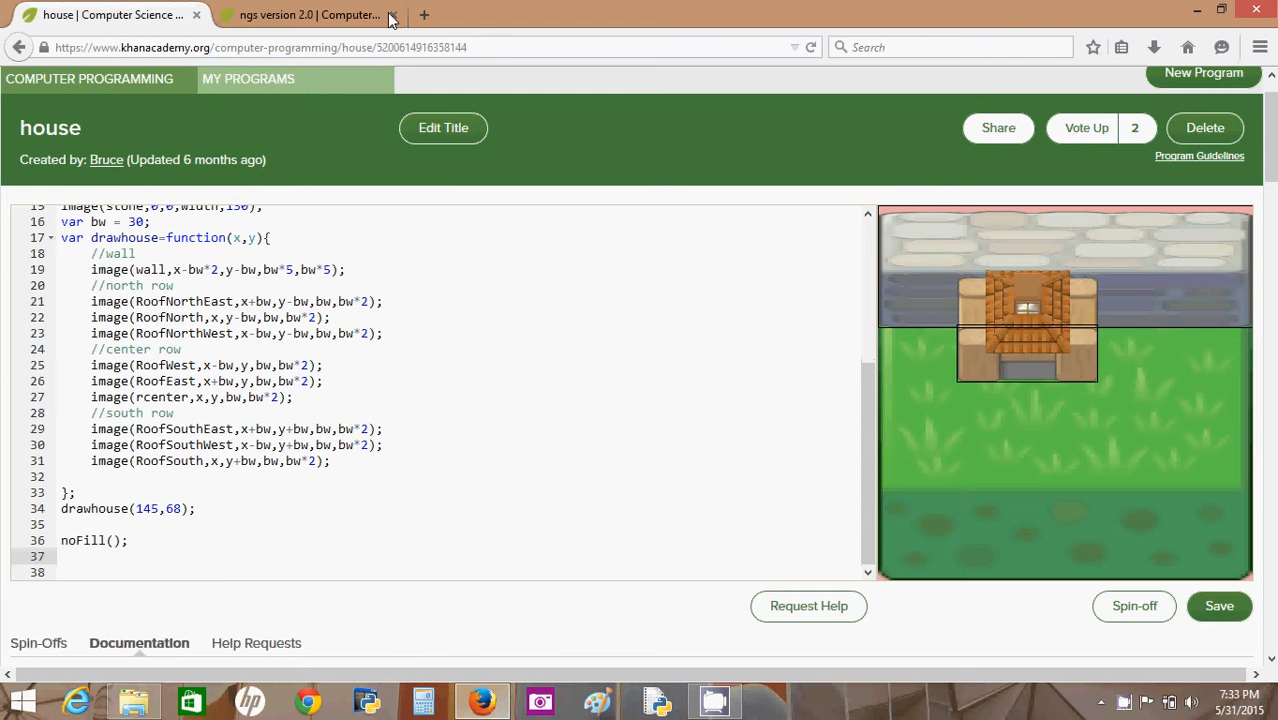 house | Computer Science ...
ngs version 2.0 | Computer...
https://www.khanacademy.org/computer-programming/house/5200614916358144
Search
COMPUTER PROGRAMMING
MY PROGRAMS
New Program
house
Edit Title
Share
Vote Up
2
Delete
Created by: Bruce (Updated 6 months ago)
Program Guidelines
15 image(stone,0,0,width,130);
16 var bw = 30;
17 var drawhouse=function(x,y){
18 //wall
19 image(wall,x-bw*2,y-bw,bw*5,bw*5);
20 //north row
21 image(RoofNorthEast,x+bw,y-bw,bw,bw*2);
22 image(RoofNorth,x,y-bw,bw,bw*2);
23 image(RoofNorthWest,x-bw,y-bw,bw,bw*2);
24 //center row
25 image(RoofWest,x-bw,y,bw,bw*2);
26 image(RoofEast,x+bw,y,bw,bw*2);
27 image(rcenter,x,y,bw,bw*2);
28 //south row
29 image(RoofSouthEast,x+bw,y+bw,bw,bw*2);
30 image(RoofSouthWest,x-bw,y+bw,bw,bw*2);
31 image(RoofSouth,x,y+bw,bw,bw*2);
32
33 };
34 drawhouse(145,68);
35
36 noFill();
37
38
Request Help
Spin-off
Save
Spin-Offs
Documentation
Help Requests
7:33 PM
5/31/2015